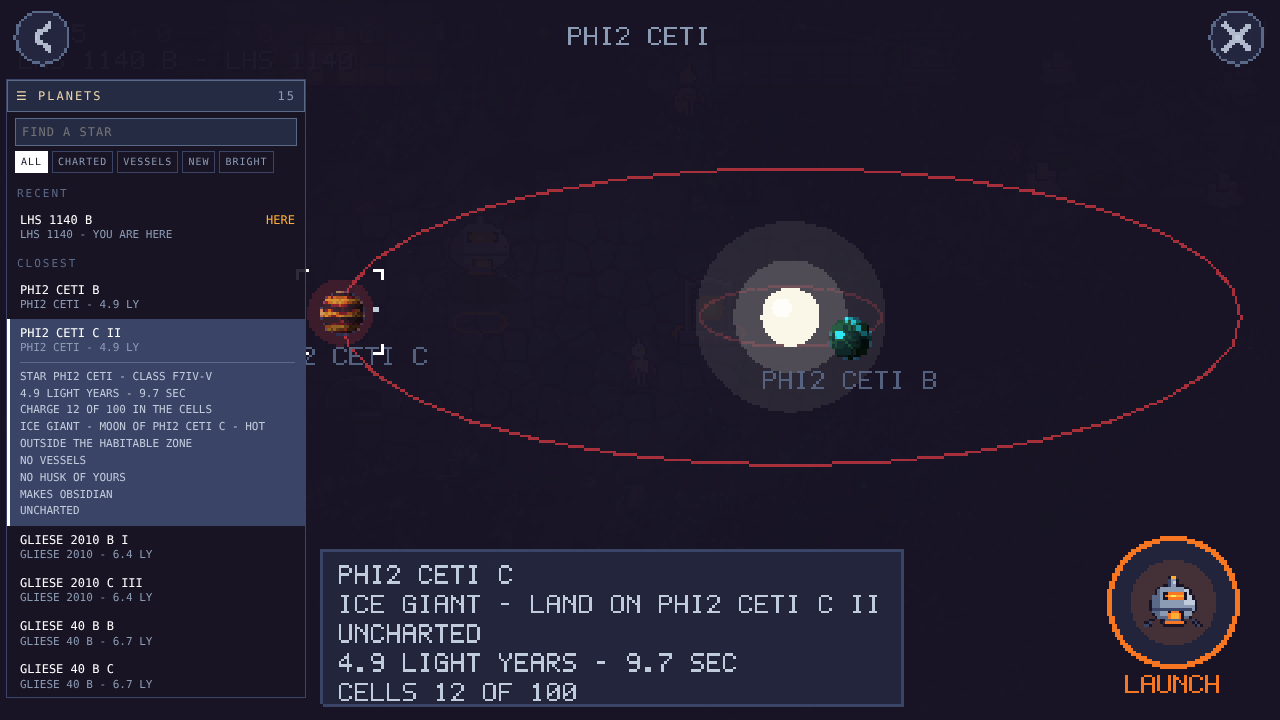 PHI2 CETI
1140 B - LHS 1140
☰ PLANETS 15
FIND A STAR
ALL CHARTED VESSELS NEW BRIGHT
RECENT
LHS 1140 B HERE
LHS 1140 - YOU ARE HERE
CLOSEST
PHI2 CETI B
PHI2 CETI - 4.9 LY
PHI2 CETI C II
PHI2 CETI - 4.9 LY
STAR PHI2 CETI - CLASS F7IV-V
4.9 LIGHT YEARS - 9.7 SEC
CHARGE 12 OF 100 IN THE CELLS
ICE GIANT - MOON OF PHI2 CETI C - HOT
OUTSIDE THE HABITABLE ZONE
NO VESSELS
NO HUSK OF YOURS
MAKES OBSIDIAN
UNCHARTED
GLIESE 2010 B I
GLIESE 2010 - 6.4 LY
GLIESE 2010 C III
GLIESE 2010 - 6.4 LY
GLIESE 40 B B
GLIESE 40 B - 6.7 LY
GLIESE 40 B C
GLIESE 40 B - 6.7 LY
2 CETI C
PHI2 CETI B
PHI2 CETI C
ICE GIANT - LAND ON PHI2 CETI C II
UNCHARTED
4.9 LIGHT YEARS - 9.7 SEC
CELLS 12 OF 100
LAUNCH